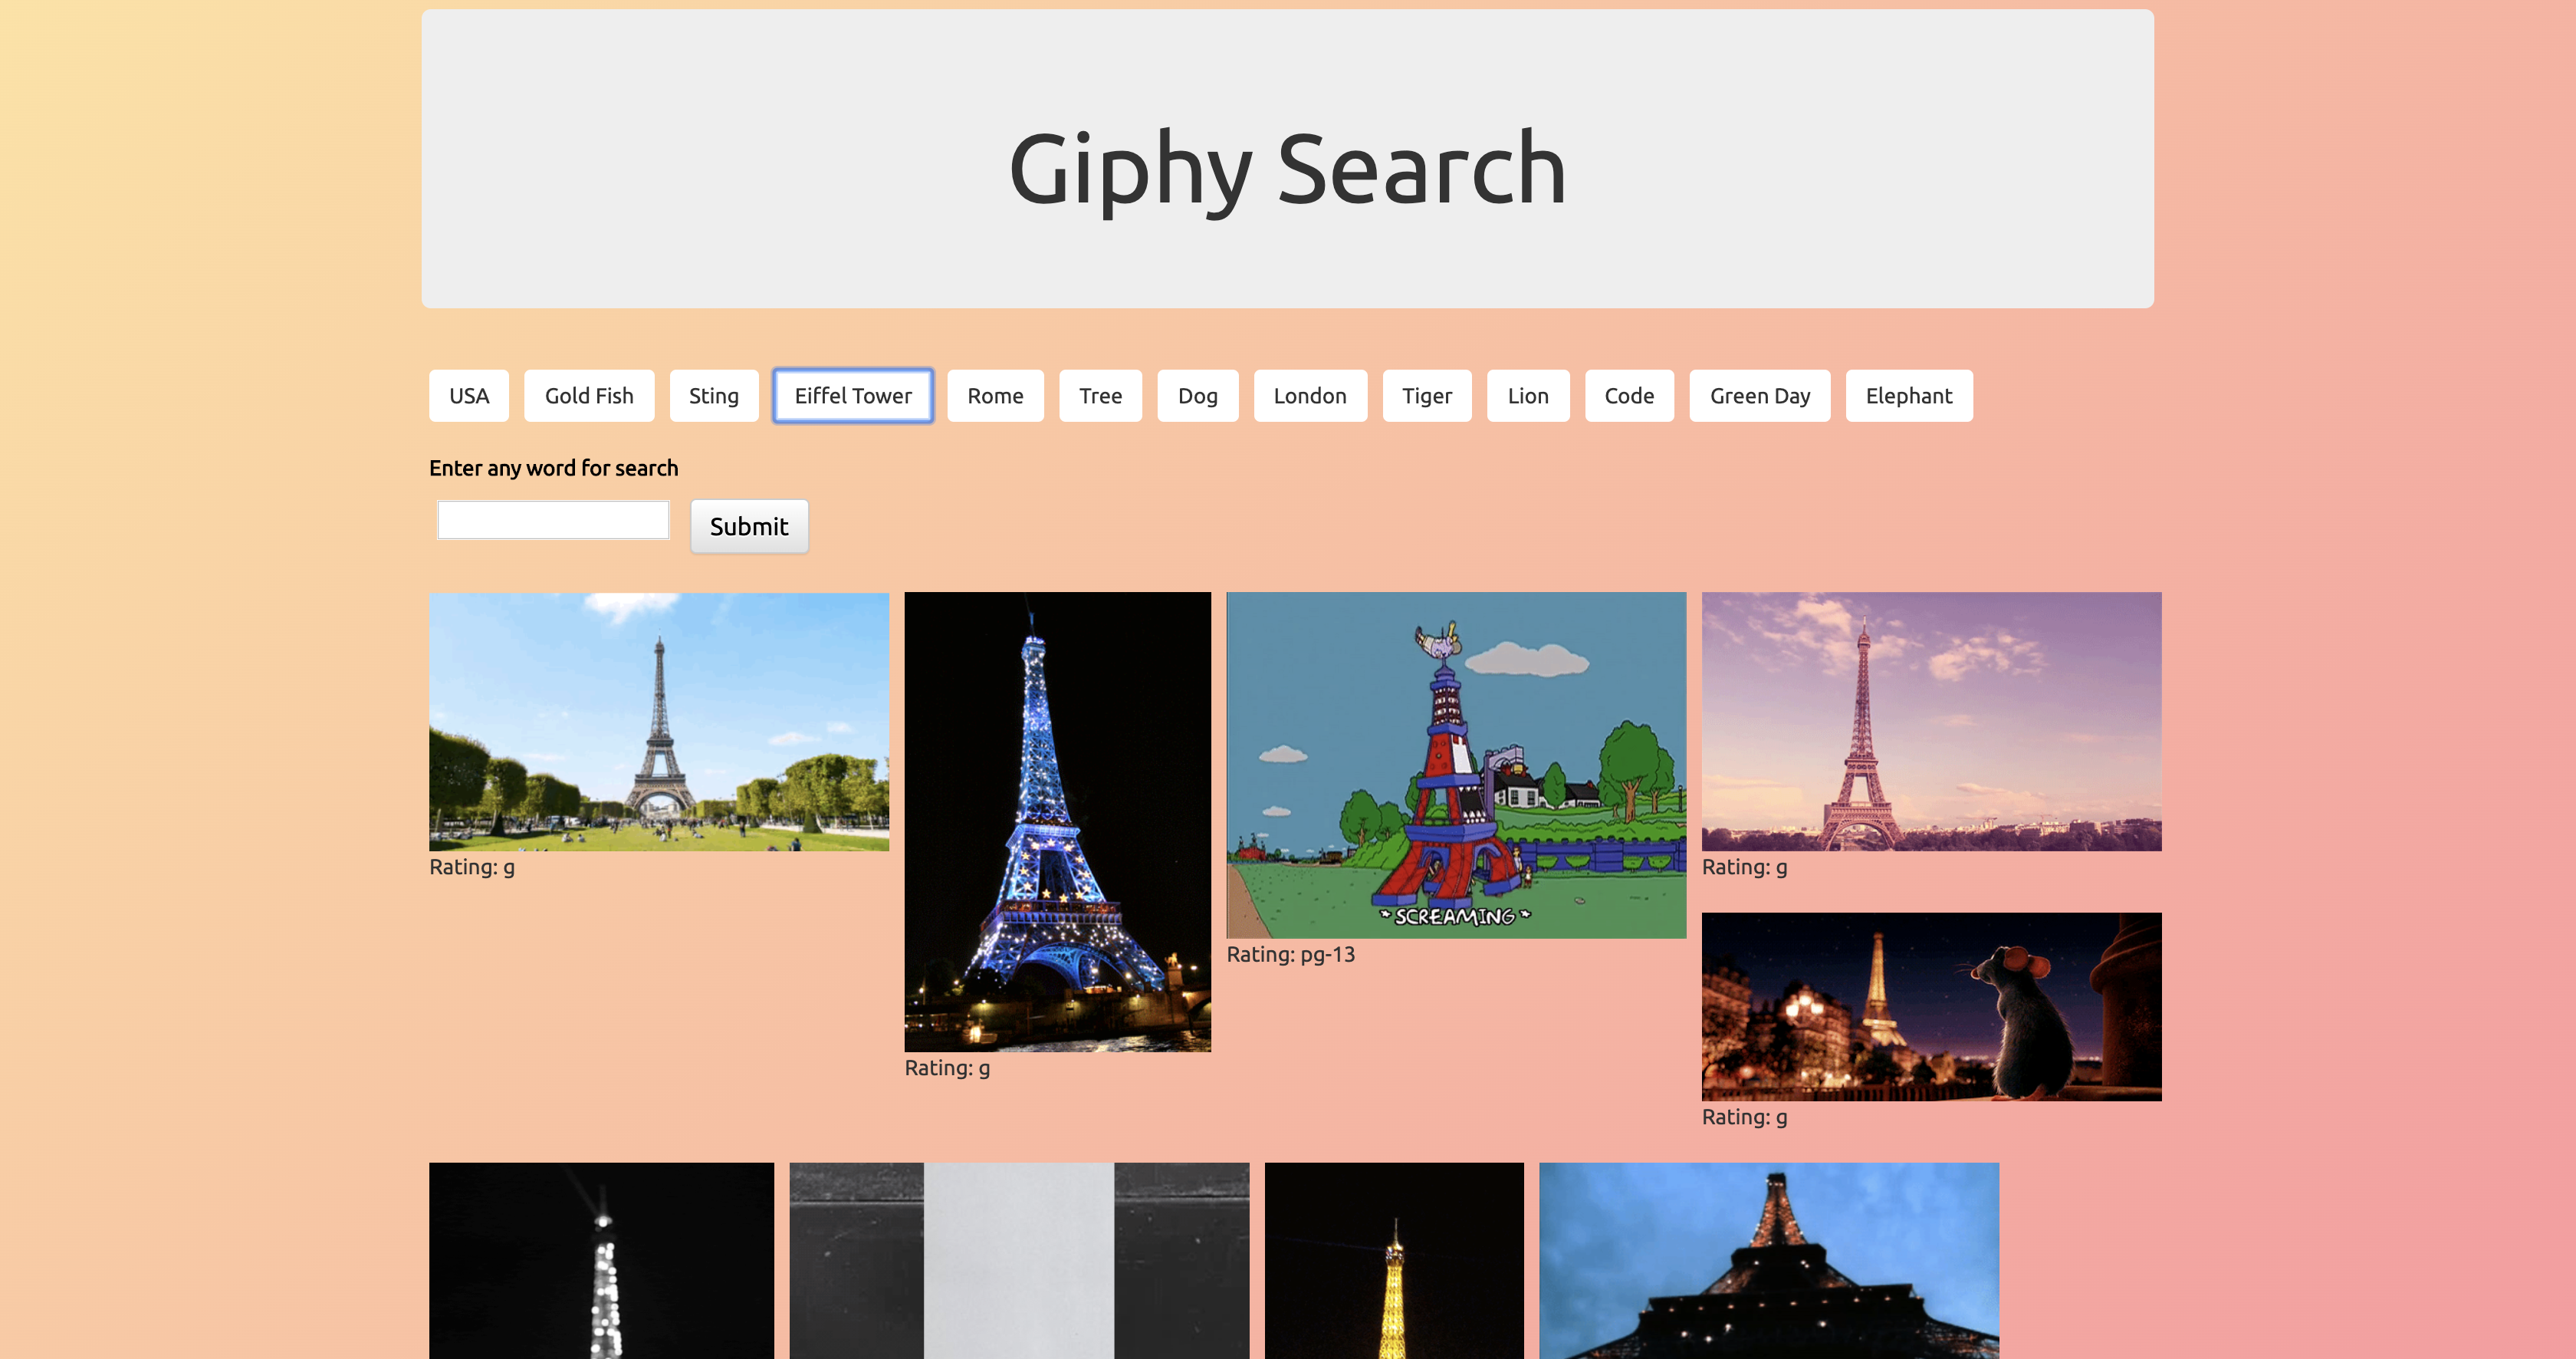 Giphy Search
USA Gold Fish Sting Eiffel Tower Rome Tree Dog London Tiger Lion Code Green Day Elephant
Enter any word for search
Submit
* SCREAMING *
Rating: g
Rating: g
Rating: pg-13
Rating: g
Rating: g